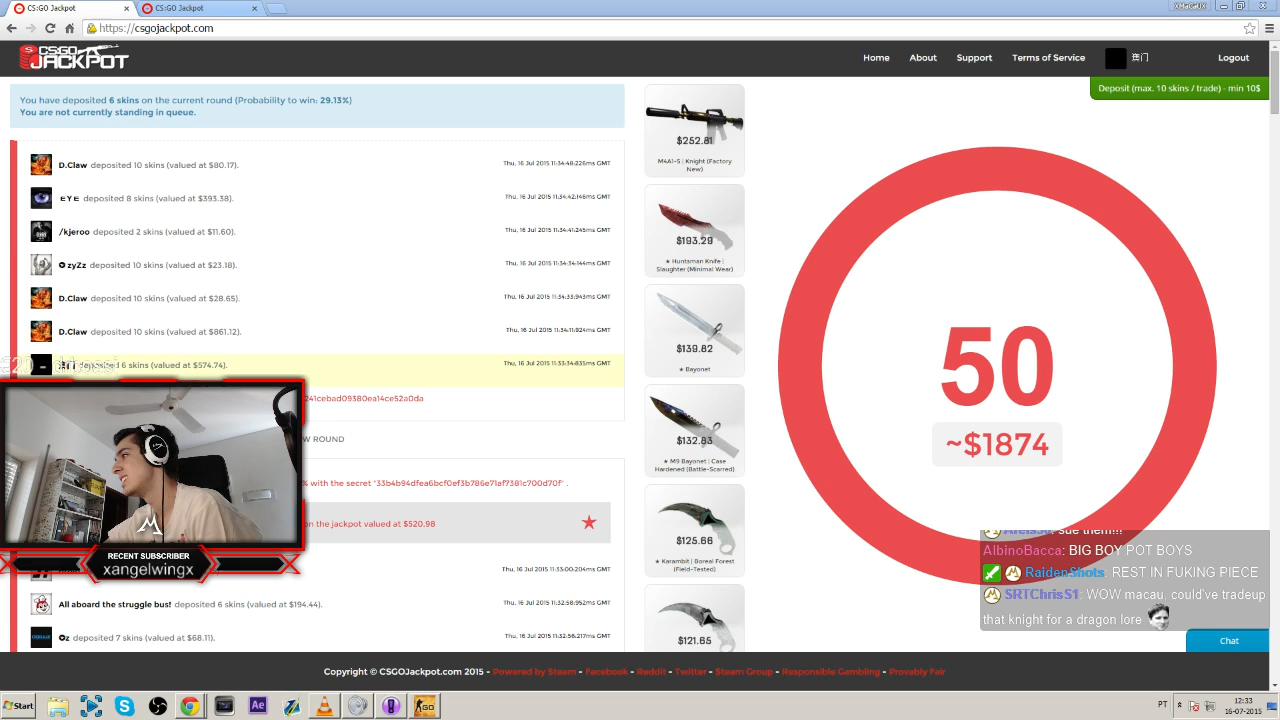 CS:GO Jackpot
CS:GO Jackpot
XMaCaUX
https://csgojackpot.com
CSGO
JACKPOT
Home
About
Support
Terms of Service
澳门
Logout
Deposit (max. 10 skins / trade) - min 10$
You have deposited 6 skins on the current round (Probability to win: 29.13%)
You are not currently standing in queue.
D.Claw deposited 10 skins (valued at $80.17).
Thu, 16 Jul 2015 11:34:48:226ms GMT
EYE deposited 8 skins (valued at $393.38).
Thu, 16 Jul 2015 11:34:42:146ms GMT
/kjeroo deposited 2 skins (valued at $11.60).
Thu, 16 Jul 2015 11:34:41:245ms GMT
zyZz deposited 10 skins (valued at $23.18).
Thu, 16 Jul 2015 11:34:34:144ms GMT
D.Claw deposited 10 skins (valued at $28.65).
Thu, 16 Jul 2015 11:34:33:943ms GMT
D.Claw deposited 10 skins (valued at $861.12).
Thu, 16 Jul 2015 11:34:11:924ms GMT
deposited 6 skins (valued at $574.74).
Thu, 16 Jul 2015 11:33:34:835ms GMT
241cebad09380ea14ce52a0da
W ROUND
% with the secret "33b4b94dfea6bcf0ef3b786e71af7381c700d70f" .
on the jackpot valued at $520.98
Thu, 16 Jul 2015 11:33:00:204ms GMT
All aboard the struggle bus! deposited 6 skins (valued at $194.44).
Thu, 16 Jul 2015 11:32:58:952ms GMT
Oz deposited 7 skins (valued at $68.11).
Thu, 16 Jul 2015 11:32:56:217ms GMT
RECENT SUBSCRIBER
xangelwingx
$252.81
M4A1-S | Knight (Factory
New)
$193.29
★ Huntsman Knife |
Slaughter (Minimal Wear)
$139.82
★ Bayonet
$132.83
★ M9 Bayonet | Case
Hardened (Battle-Scarred)
$125.66
★ Karambit | Boreal Forest
(Field-Tested)
$121.65
50
~$1874
sue them!!!
AlbinoBacca: BIG BOY POT BOYS
RaidenShots: REST IN FUKING PIECE
SRTChrisS1: WOW macau, could've tradeup
that knight for a dragon lore
Chat
Copyright © CSGOJackpot.com 2015 - Powered by Steam - Facebook - Reddit - Twitter - Steam Group - Responsible Gambling - Provably Fair
Start
Ae
GO
PT
12:33
16-07-2015